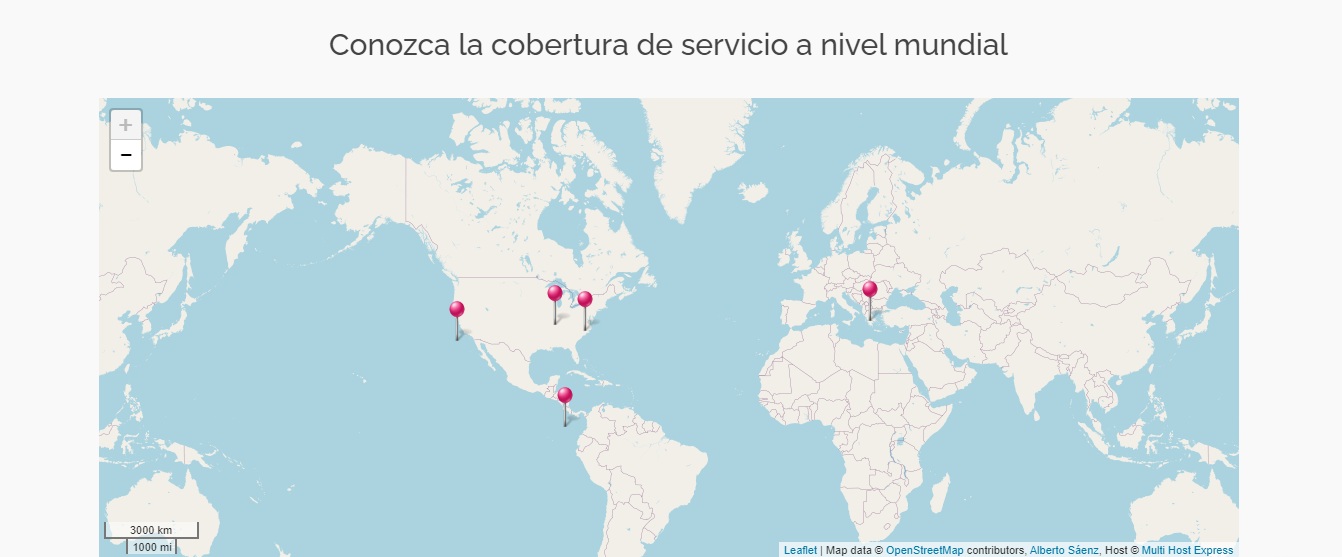 Conozca la cobertura de servicio a nivel mundial
+
−
3000 km
1000 mi
Leaflet | Map data © OpenStreetMap contributors, Alberto Sáenz, Host © Multi Host Express